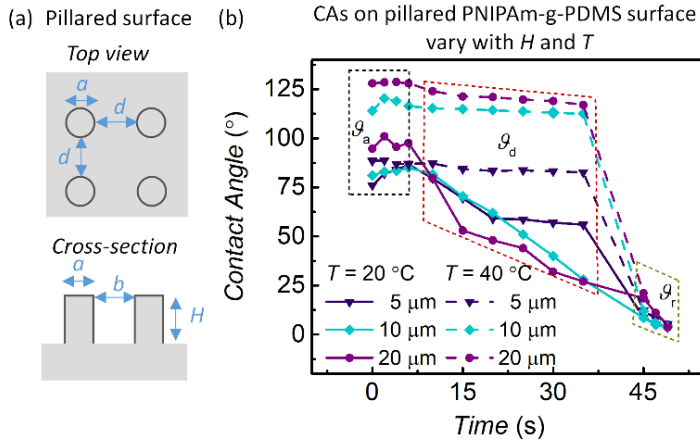 (a) Pillared surface
Top view
a
d
d
Cross-section
a
b
H
(b) CAs on pillared PNIPAm-g-PDMS surface
vary with H and T
Contact Angle (°)
125
100
75
50
25
0
ϑa
ϑd
ϑr
T = 20 °C T = 40 °C
5 μm 5 μm
10 μm 10 μm
20 μm 20 μm
0 15 30 45
Time (s)